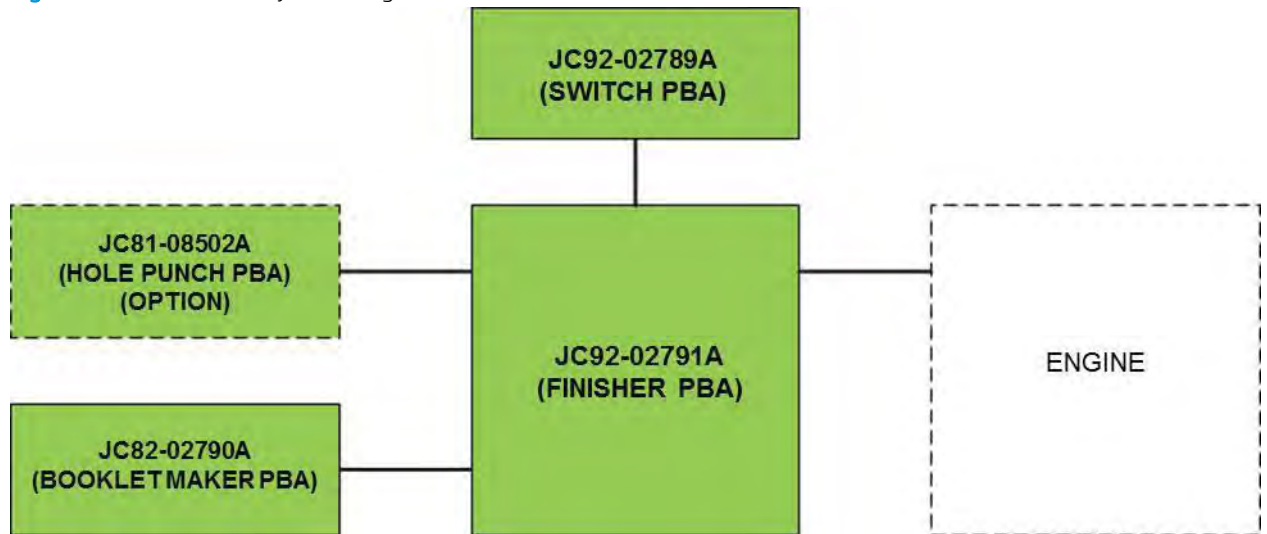 JC92-02789A
(SWITCH PBA)
JC81-08502A
(HOLE PUNCH PBA)
(OPTION)
JC92-02791A
(FINISHER PBA)
ENGINE
JC82-02790A
(BOOKLET MAKER PBA)